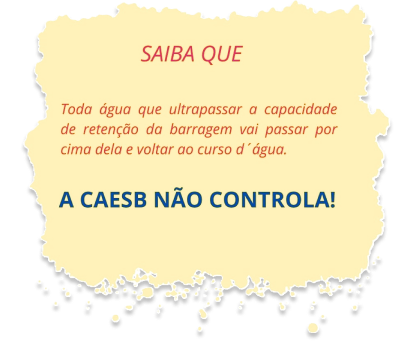 SAIBA QUE
Toda água que ultrapassar a capacidade
de retenção da barragem vai passar por
cima dela e voltar ao curso d´água.
A CAESB NÃO CONTROLA!